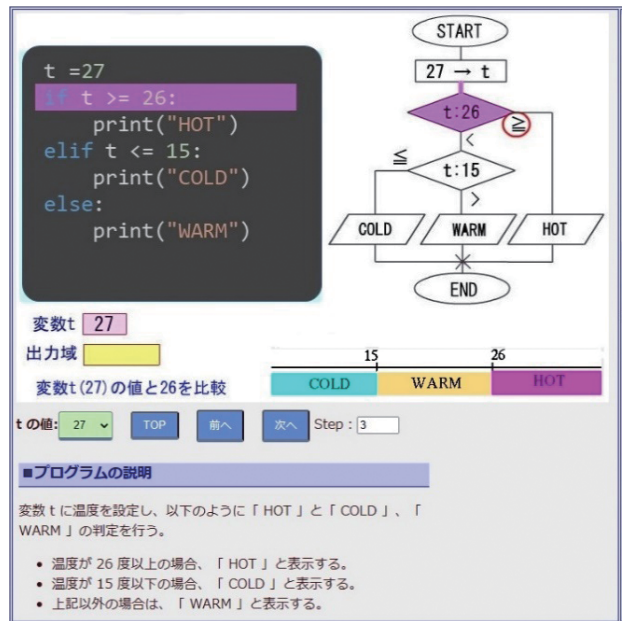 t =27
if t >= 26:
print("HOT")
elif t <= 15:
print("COLD")
else:
print("WARM")
START
27 → t
t:26
≧
<
≦
t:15
>
COLD
WARM
HOT
END
変数t 27
出力域
変数t(27)の値と26を比較
15 26
COLD WARM HOT
t の値: 27 TOP 前へ 次へ Step : 3
■プログラムの説明
変数 t に温度を設定し、以下のように「 HOT 」と「 COLD 」、「
WARM 」の判定を行う。
• 温度が 26 度以上の場合、「 HOT 」と表示する。
• 温度が 15 度以下の場合、「 COLD 」と表示する。
• 上記以外の場合は、「 WARM 」と表示する。